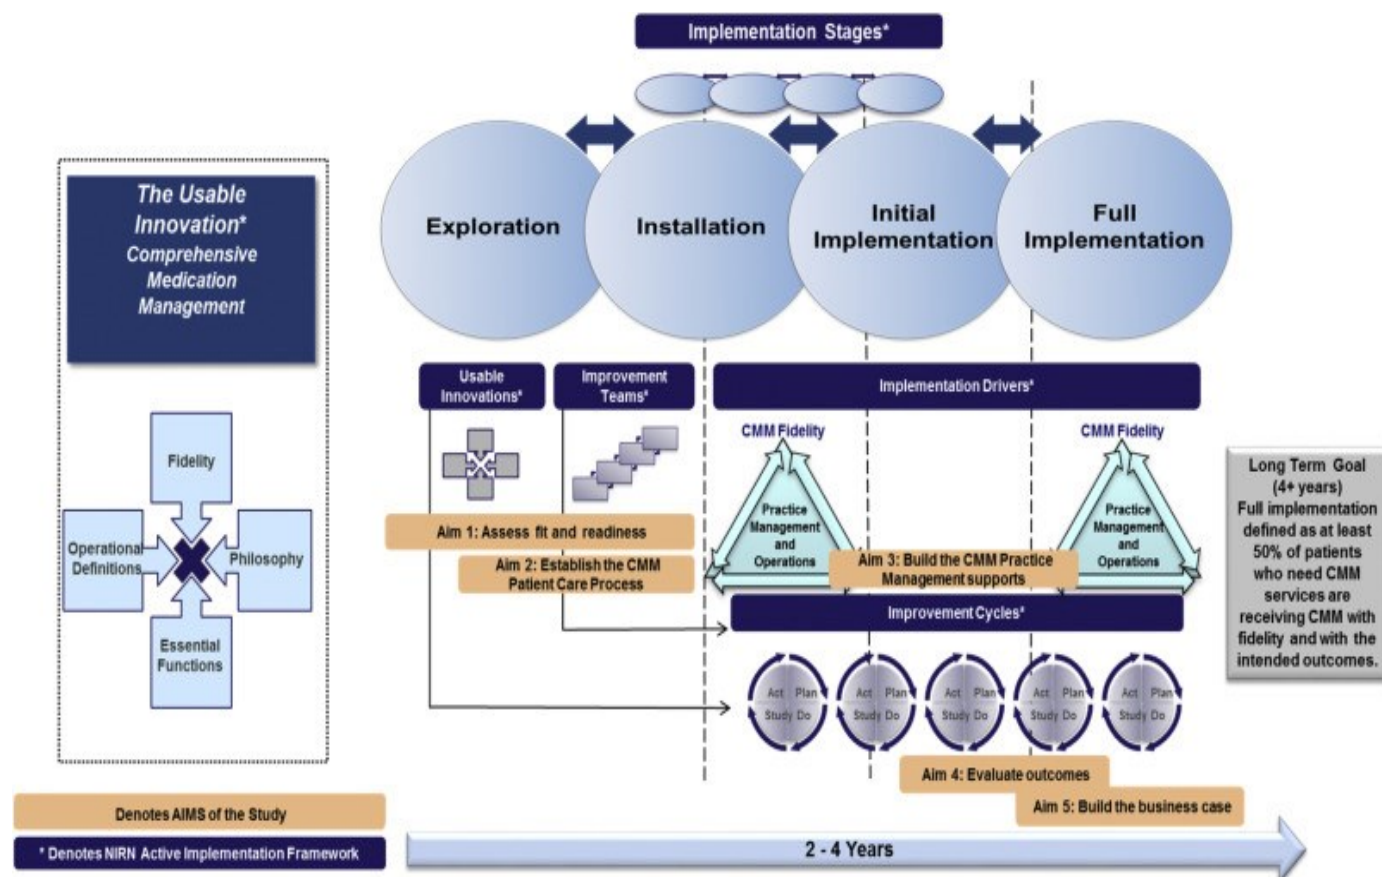 Implementation Stages*
The Usable
Innovation*
Comprehensive
Medication
Management
Exploration
Installation
Initial
Implementation
Full
Implementation
Fidelity
Operational
Definitions
Philosophy
Essential
Functions
Usable
Innovations*
Improvement
Teams*
Implementation Drivers*
CMM Fidelity
Practice
Management
and
Operations
CMM Fidelity
Practice
Management
and
Operations
Aim 1: Assess fit and readiness
Aim 2: Establish the CMM
Patient Care Process
Aim 3: Build the CMM Practice
Management supports
Improvement Cycles*
Act Plan
Study Do
Act Plan
Study Do
Act Plan
Study Do
Act Plan
Study Do
Act Plan
Study Do
Aim 4: Evaluate outcomes
Aim 5: Build the business case
Long Term Goal
(4+ years)
Full implementation
defined as at least
50% of patients
who need CMM
services are
receiving CMM with
fidelity and with the
intended outcomes.
Denotes AIMS of the Study
* Denotes NIRN Active Implementation Framework
2 - 4 Years